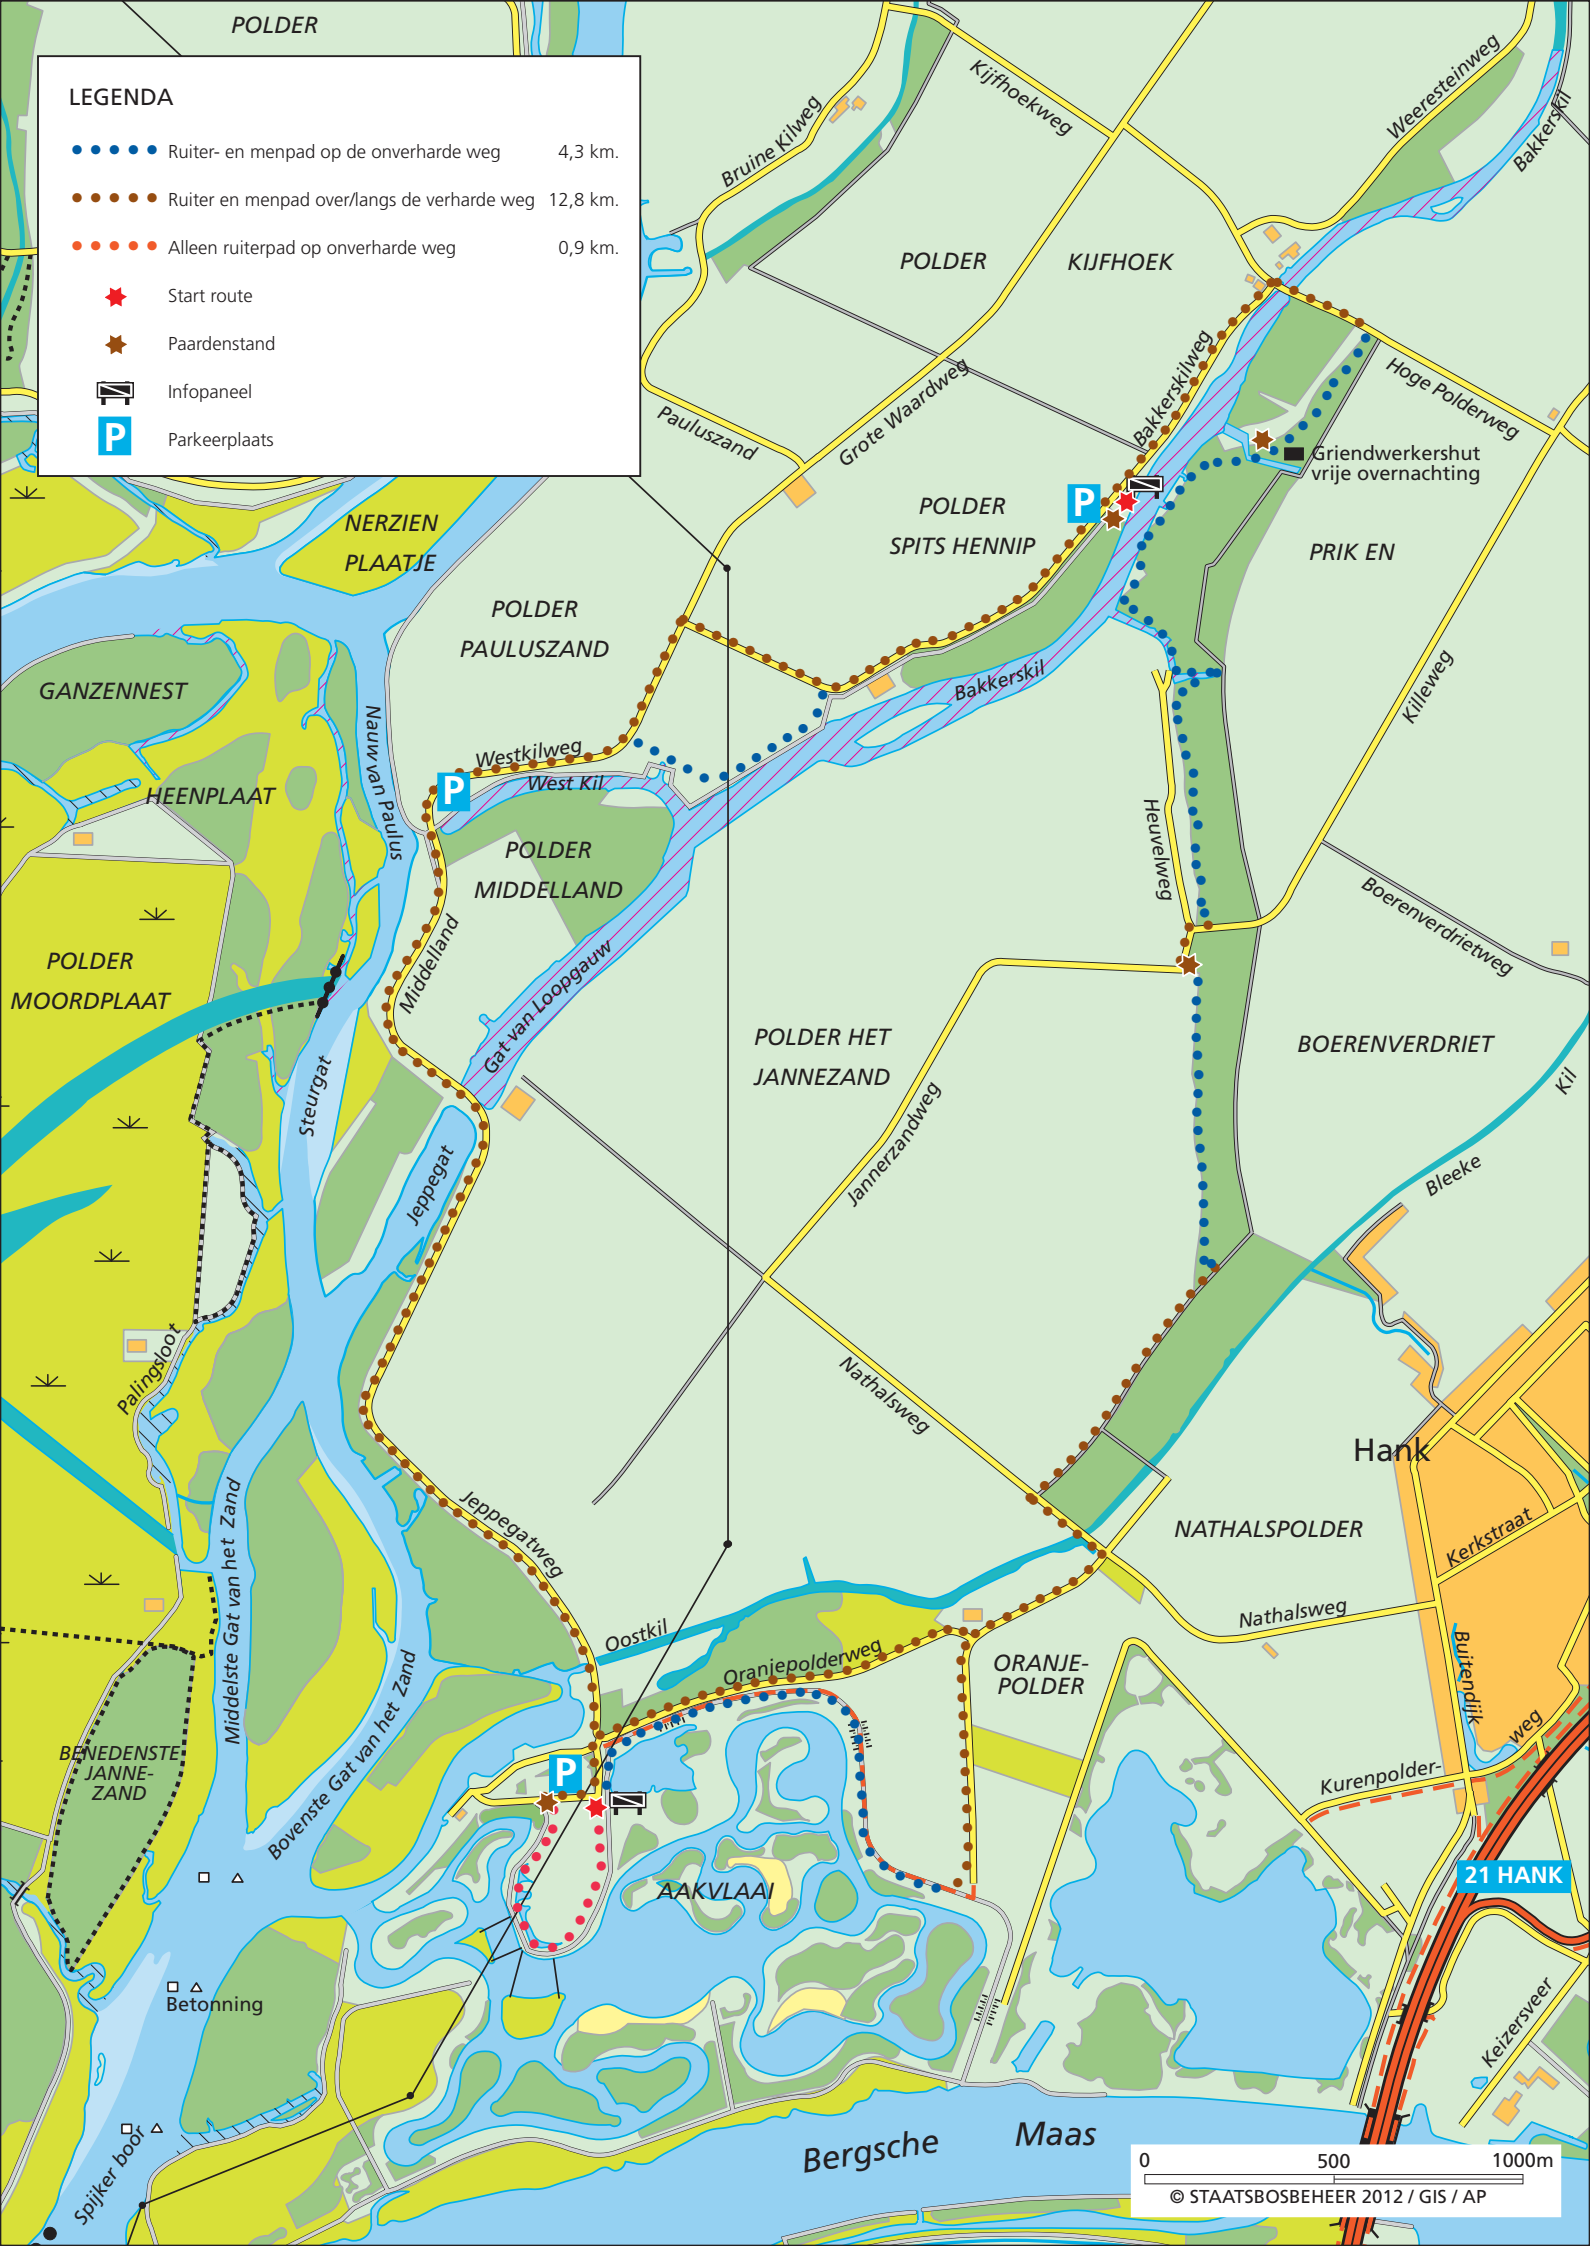 POLDER
LEGENDA
Ruiter- en menpad op de onverharde weg 4,3 km.
Ruiter en menpad over/langs de verharde weg 12,8 km.
Alleen ruiterpad op onverharde weg 0,9 km.
Start route
Paardenstand
Infopaneel
P Parkeerplaats
Kijfhoekweg
Weeresteinweg
Bakkerskil
Bruine Kilweg
POLDER
KIJFHOEK
Bakkerskilweg
Hoge Polderweg
Grote Waardweg
Pauluszand
Griendwerkershut
vrije overnachting
P
NERZIEN
PLAATJE
POLDER
SPITS HENNIP
PRIK EN
POLDER
PAULUSZAND
GANZENNEST
Bakkerskil
Killeweg
Nauw van Paulus
Westkilweg
West Kil
P
HEENPLAAT
Heuvelweg
POLDER
MIDDELLAND
Boerenverdrietweg
Middelland
POLDER
MOORDPLAAT
Gat van Loopgauw
POLDER HET
JANNEZAND
BOERENVERDRIET
Steurgat
Kil
Jannerzandweg
Jeppegat
Bleeke
Palingsloot
Nathalsweg
Hank
Middelste Gat van het Zand
Jeppegatweg
NATHALSPOLDER
Kerkstraat
Nathalsweg
Oostkil
Oranjepolderweg
ORANJE-
POLDER
Buitendijk
Bovenste Gat van het Zand
BENEDENSTE
JANNE-
ZAND
P
weg
Kurenpolder-
21 HANK
AAKVLAAI
Betonning
Keizersveer
Spijker boor
Bergsche Maas
0 500 1000m
© STAATSBOSBEHEER 2012 / GIS / AP